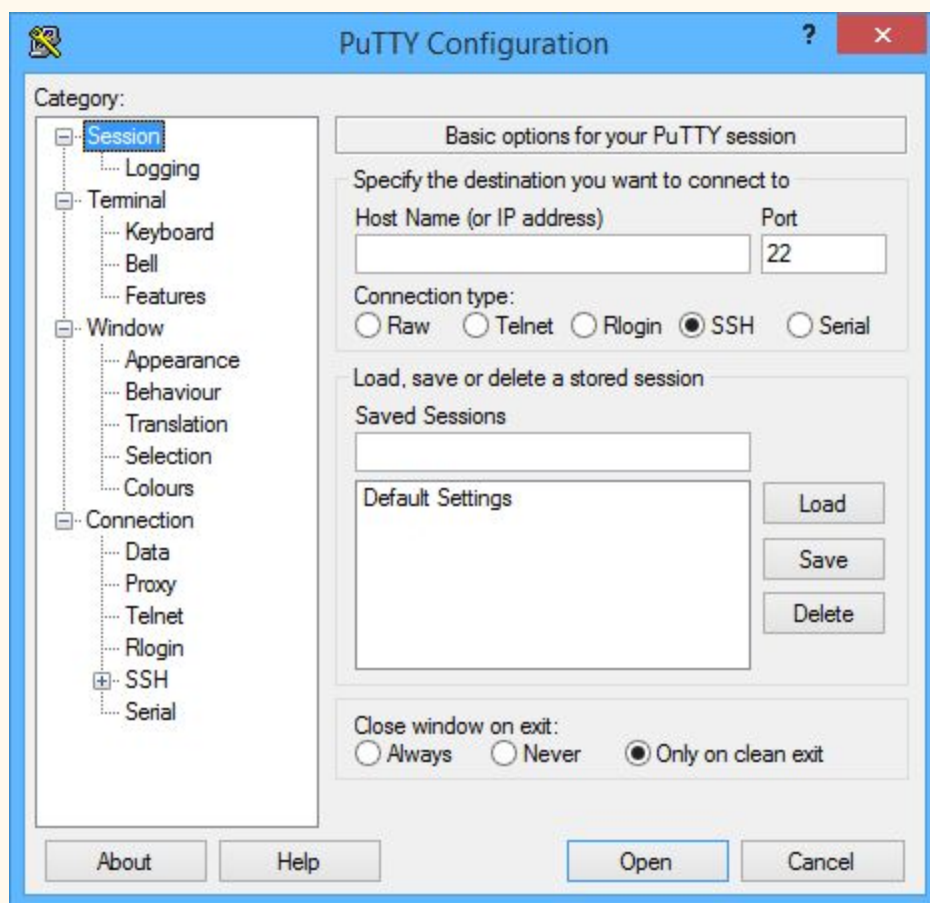 PuTTY Configuration
?
Category:
Session
Logging
Terminal
Keyboard
Bell
Features
Window
Appearance
Behaviour
Translation
Selection
Colours
Connection
Data
Proxy
Telnet
Rlogin
SSH
Serial
Basic options for your PuTTY session
Specify the destination you want to connect to
Host Name (or IP address) Port
22
Connection type:
Raw Telnet Rlogin SSH Serial
Load, save or delete a stored session
Saved Sessions
Default Settings
Load
Save
Delete
Close window on exit:
Always Never Only on clean exit
About Help Open Cancel